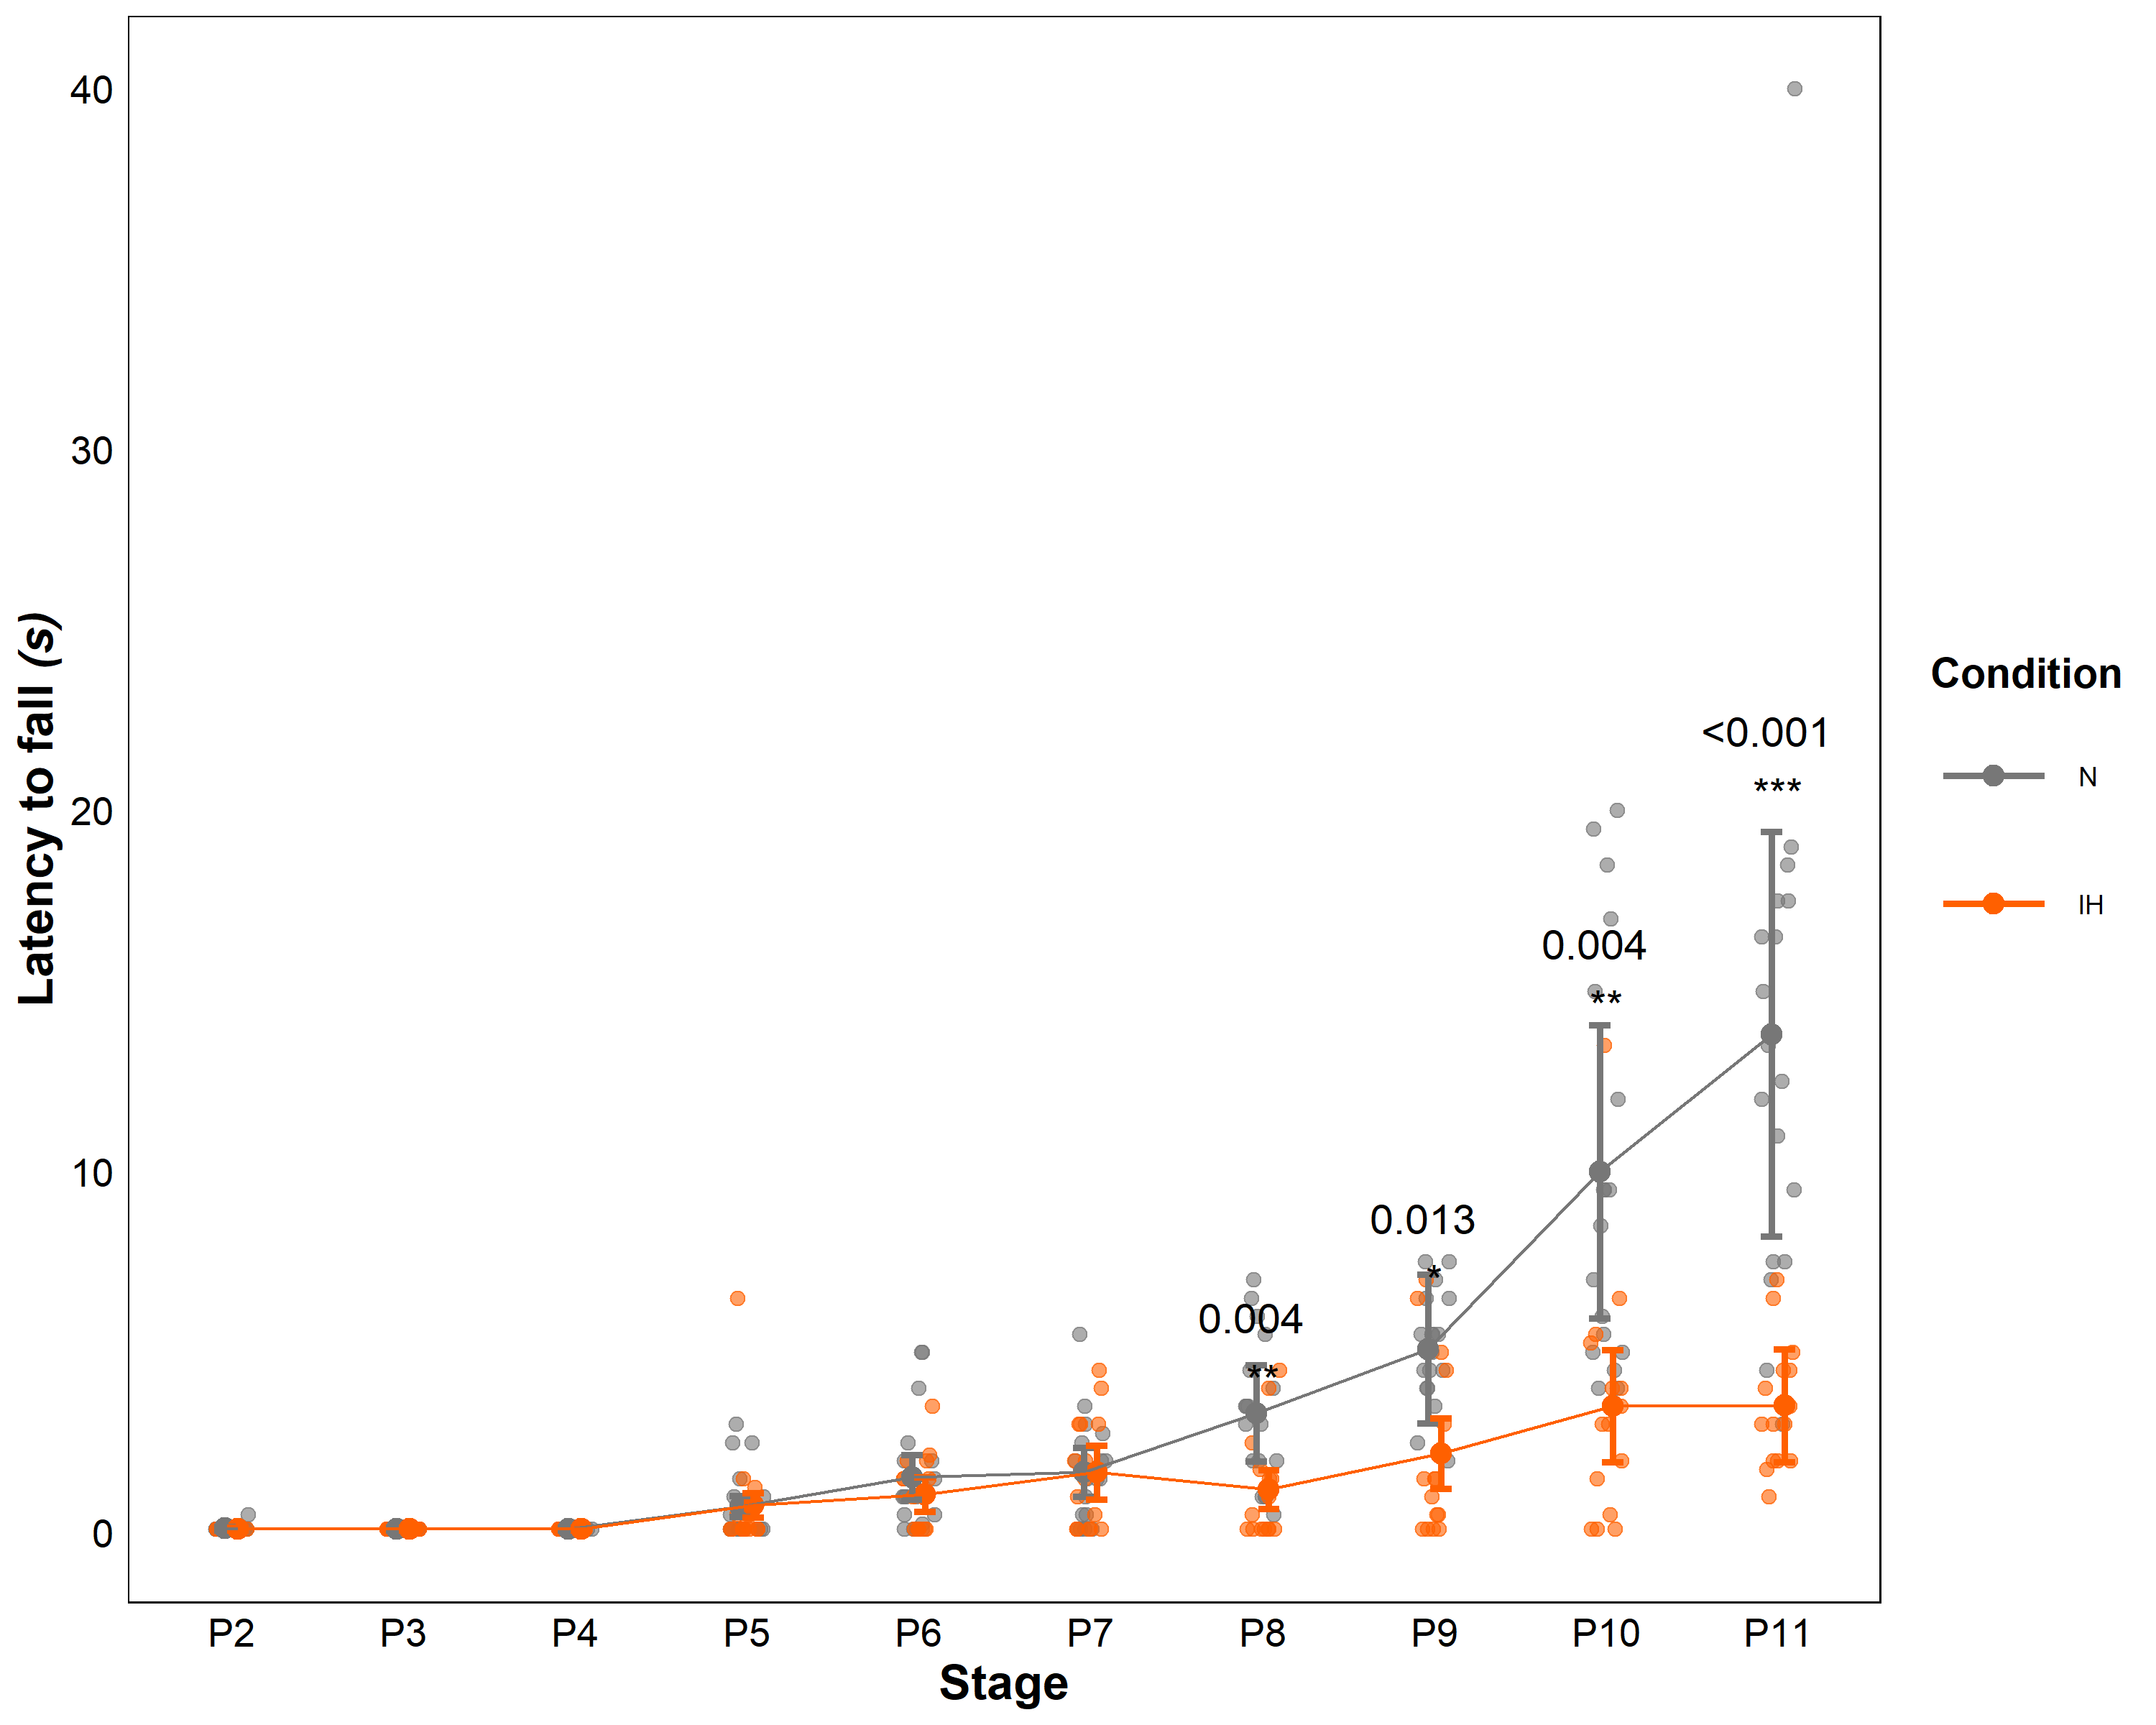 40
30
20
10
0
Latency to fall (s)
<0.001
***
0.004
**
0.013
*
0.004
**
P2 P3 P4 P5 P6 P7 P8 P9 P10 P11
Stage
Condition
N
IH